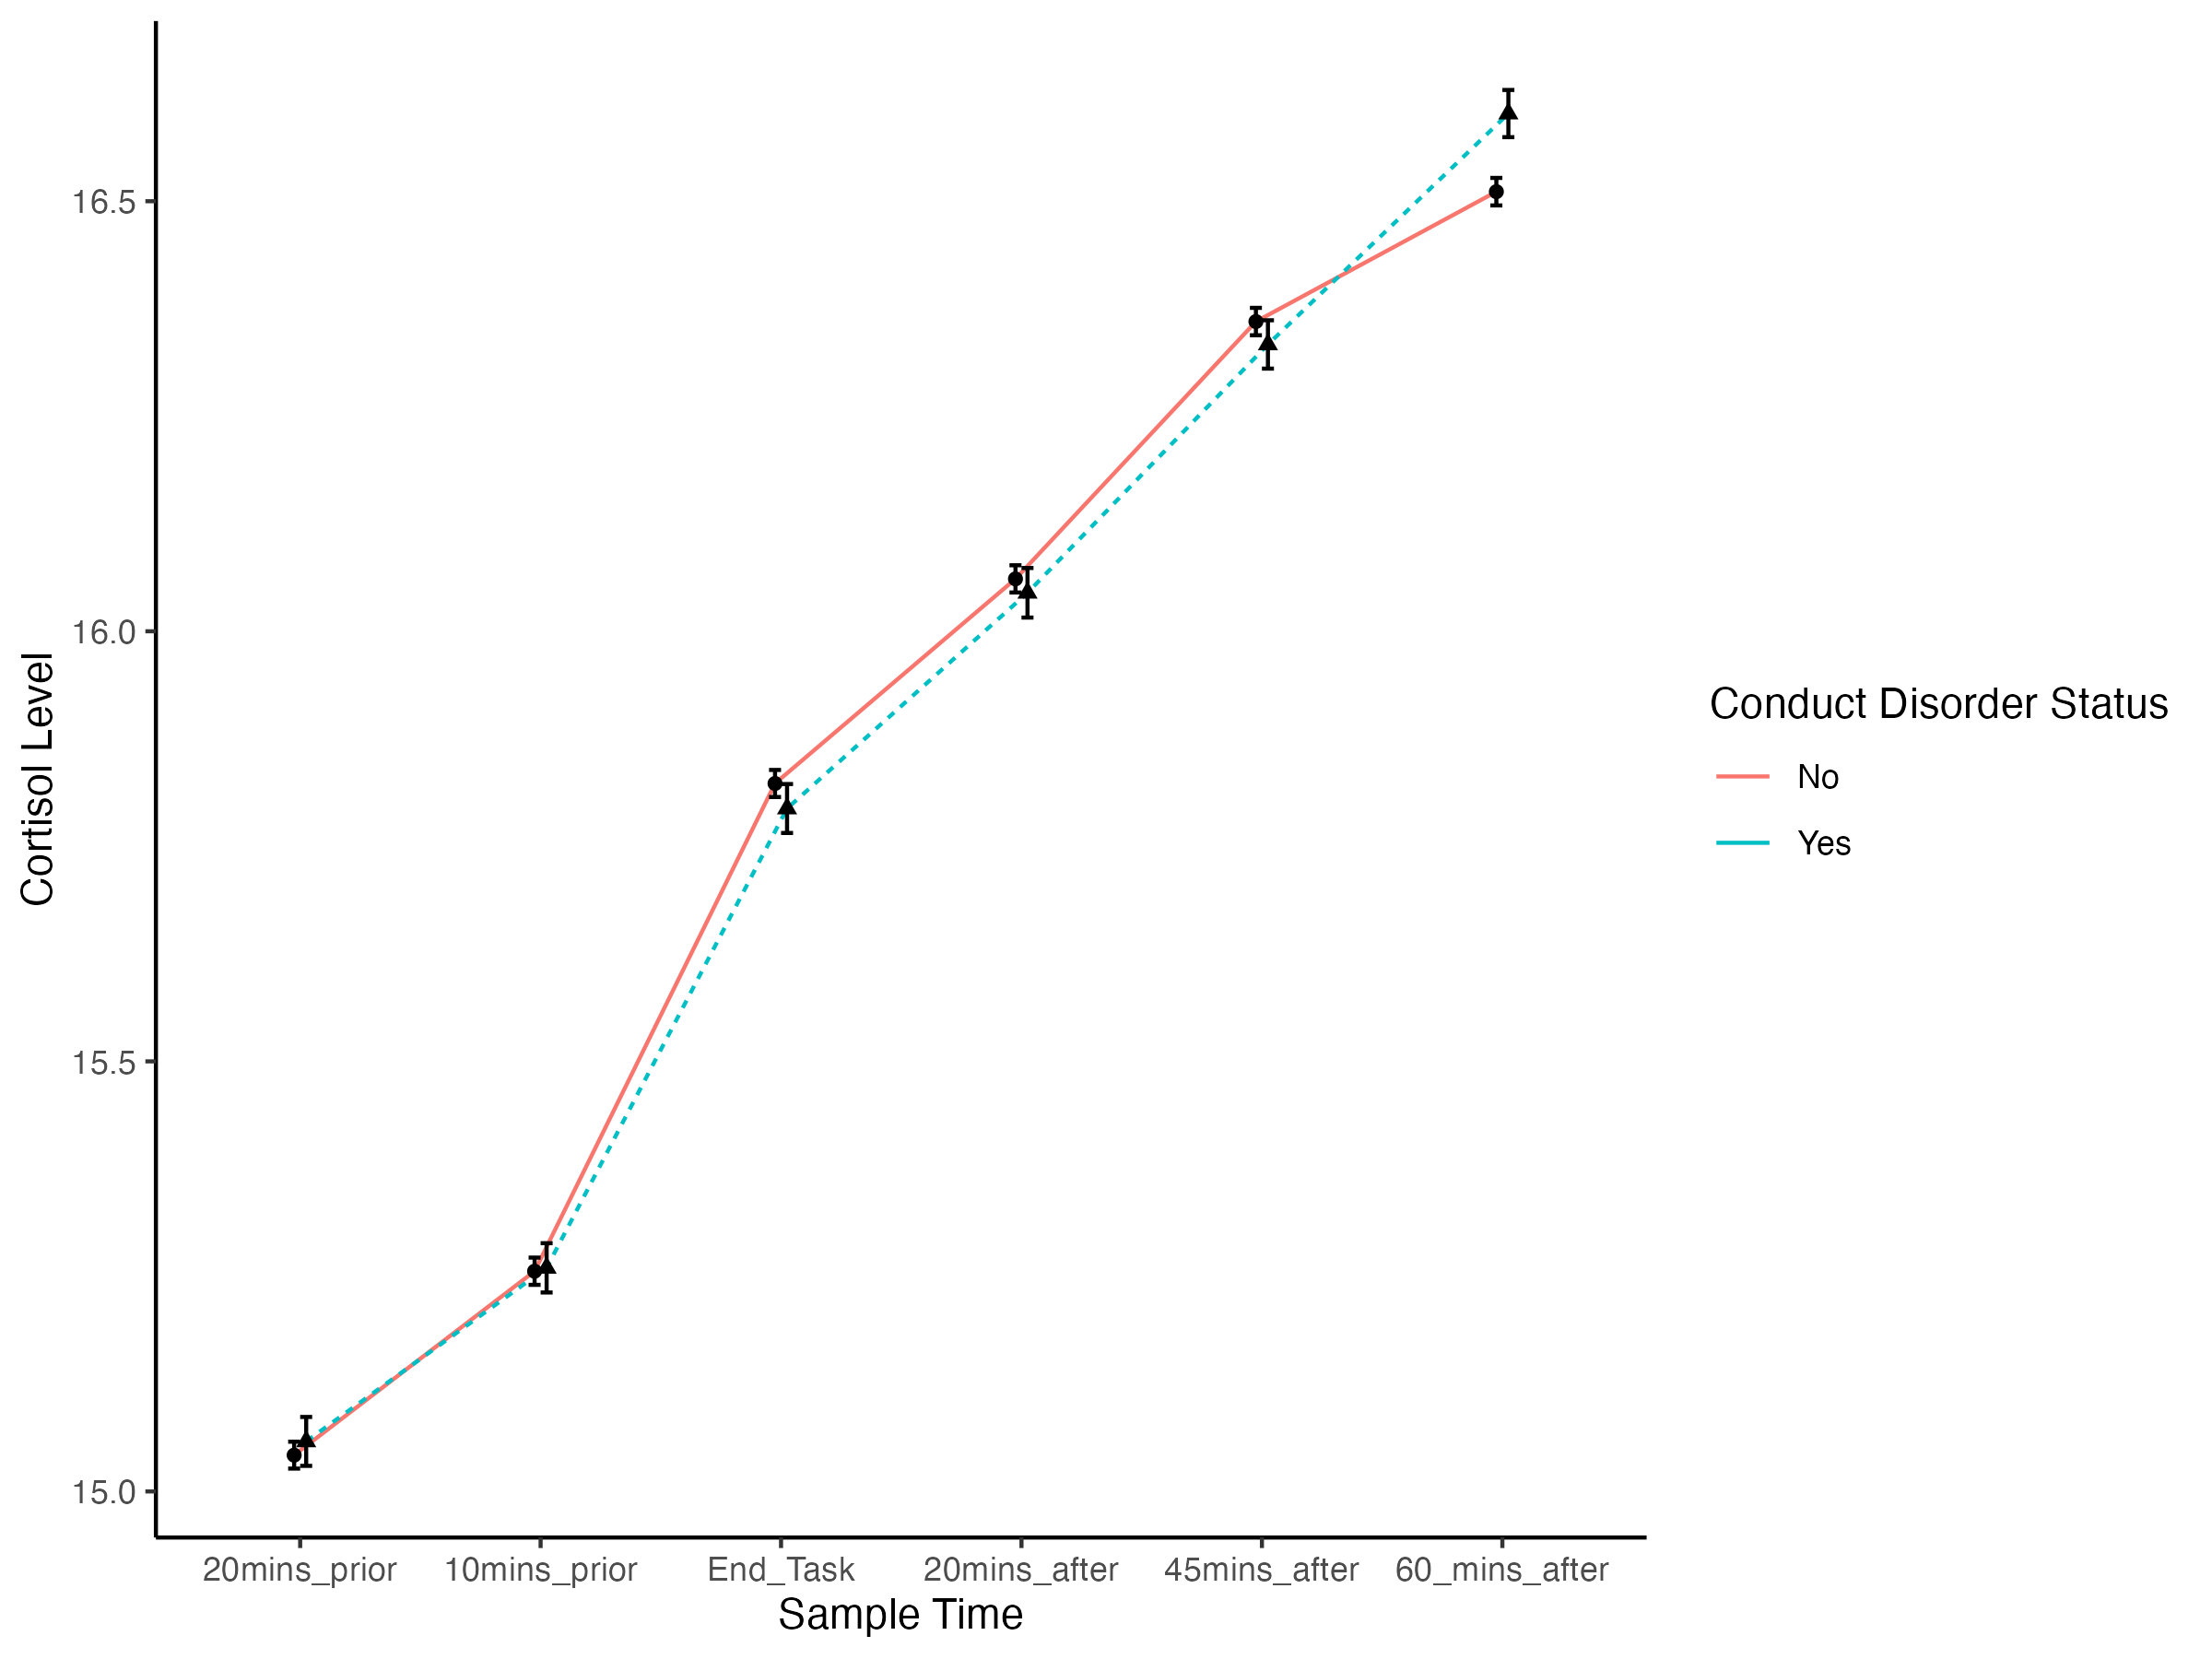 16.5
16.0
15.5
15.0
Cortisol Level
20mins_prior 10mins_prior End_Task 20mins_after 45mins_after 60_mins_after
Sample Time
Conduct Disorder Status
No
Yes